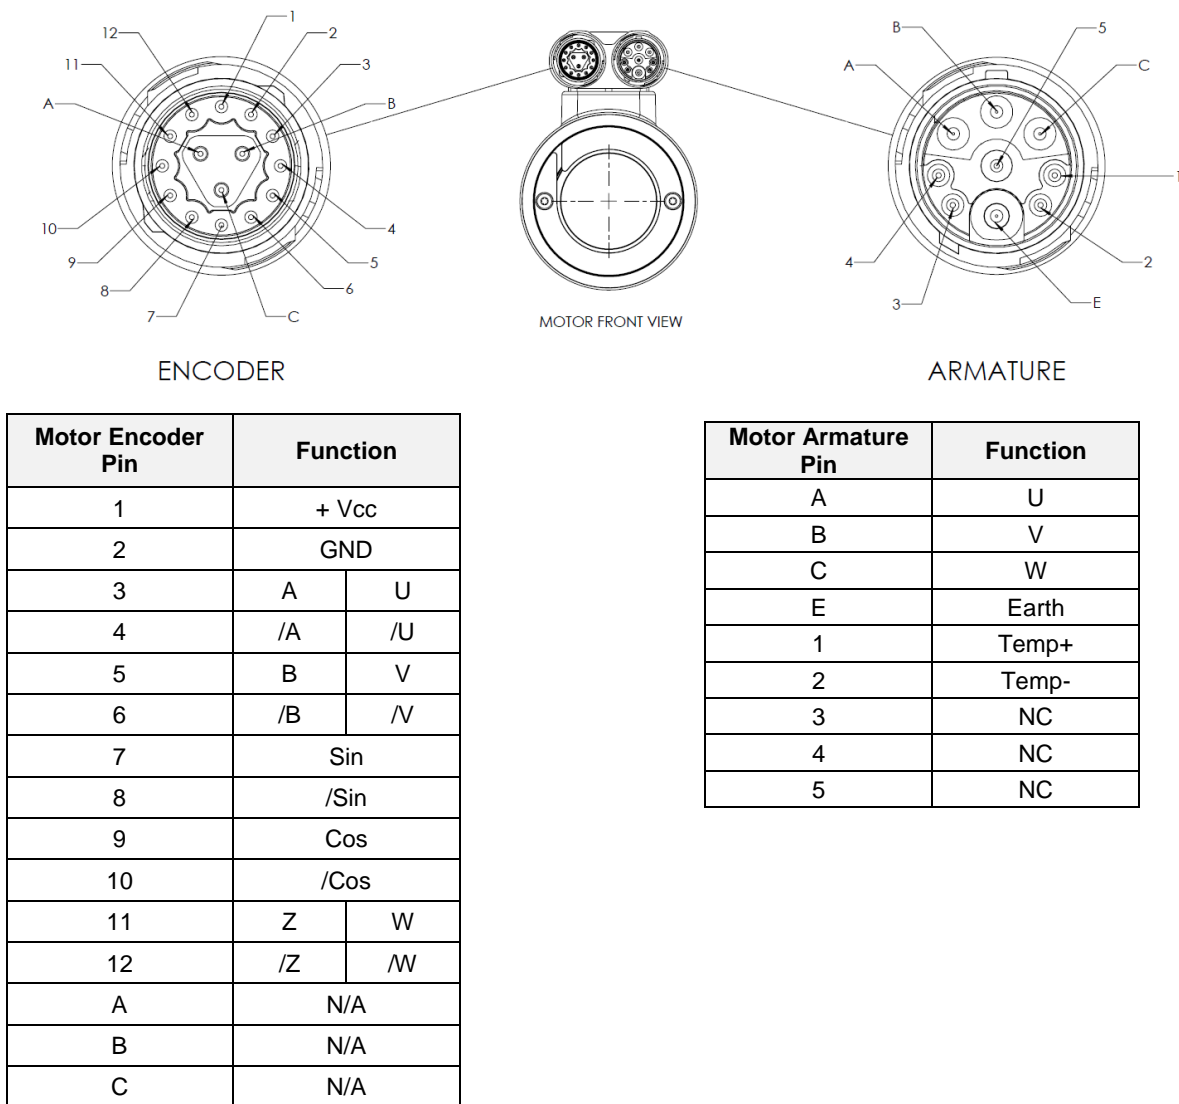 12
1
2
11
3
A
B
10
4
9
5
8
6
7
C
ENCODER
MOTOR FRONT VIEW
B
5
A
C
1
4
2
3
E
ARMATURE
Motor Encoder Pin Function
1 + Vcc
2 GND
3 A U
4 /A /U
5 B V
6 /B /V
7 Sin
8 /Sin
9 Cos
10 /Cos
11 Z W
12 /Z /W
A N/A
B N/A
C N/A
Motor Armature Pin Function
A U
B V
C W
E Earth
1 Temp+
2 Temp-
3 NC
4 NC
5 NC